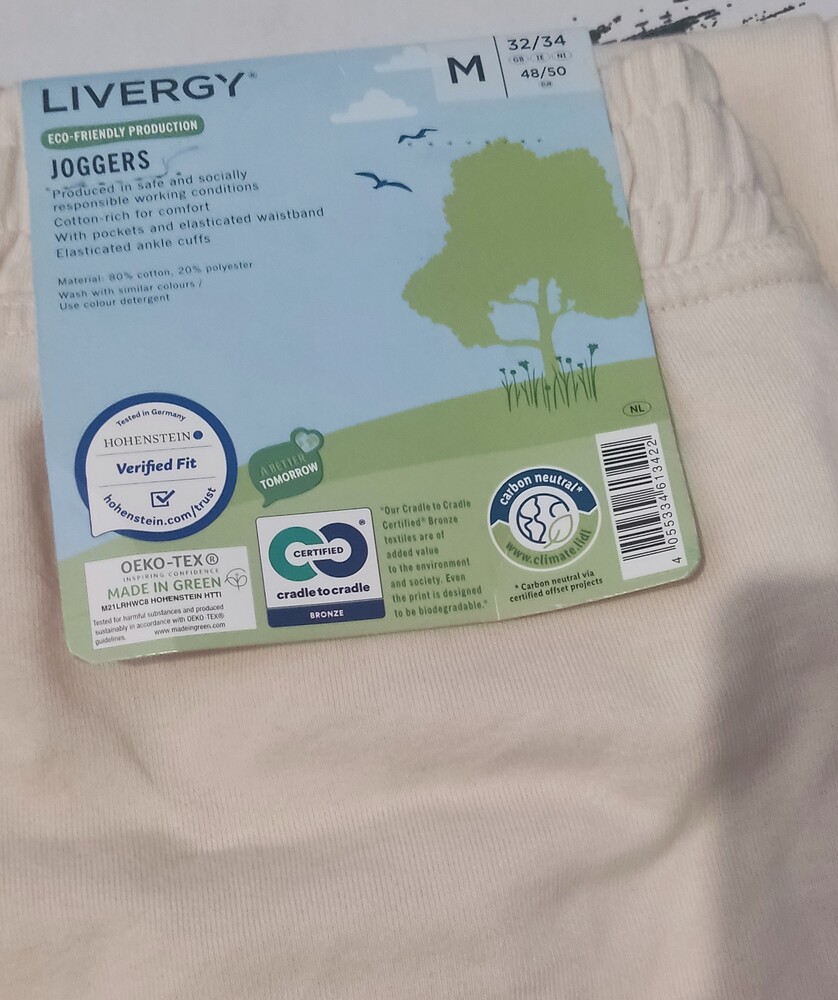 LIVERGY®
M
32/34
GB IE NI
48/50
ECO-FRIENDLY PRODUCTION
JOGGERS
Produced in safe and socially
responsible working conditions
Cotton-rich for comfort
With pockets and elasticated waistband
Elasticated ankle cuffs
Material: 80% cotton, 20% polyester
Wash with similar colours /
Use colour detergent
NL
Tested in Germany
HOHENSTEIN
Verified Fit
hohenstein.com/trust
A BETTER
TOMORROW
OEKO-TEX®
INSPIRING CONFIDENCE
MADE IN GREEN
M21LRHWC8 HOHENSTEIN HTTI
Tested for harmful substances and produced
sustainably in accordance with OEKO-TEX®
guidelines. www.madeingreen.com
®
CERTIFIED
cradletocradle
BRONZE
"Our Cradle to Cradle
Certified® Bronze
textiles are of
added value
to the environment
and society. Even
the print is designed
to be biodegradable."
carbon neutral*
www.climate.lidl
* Carbon neutral via
certified offset projects
4 055334 613422